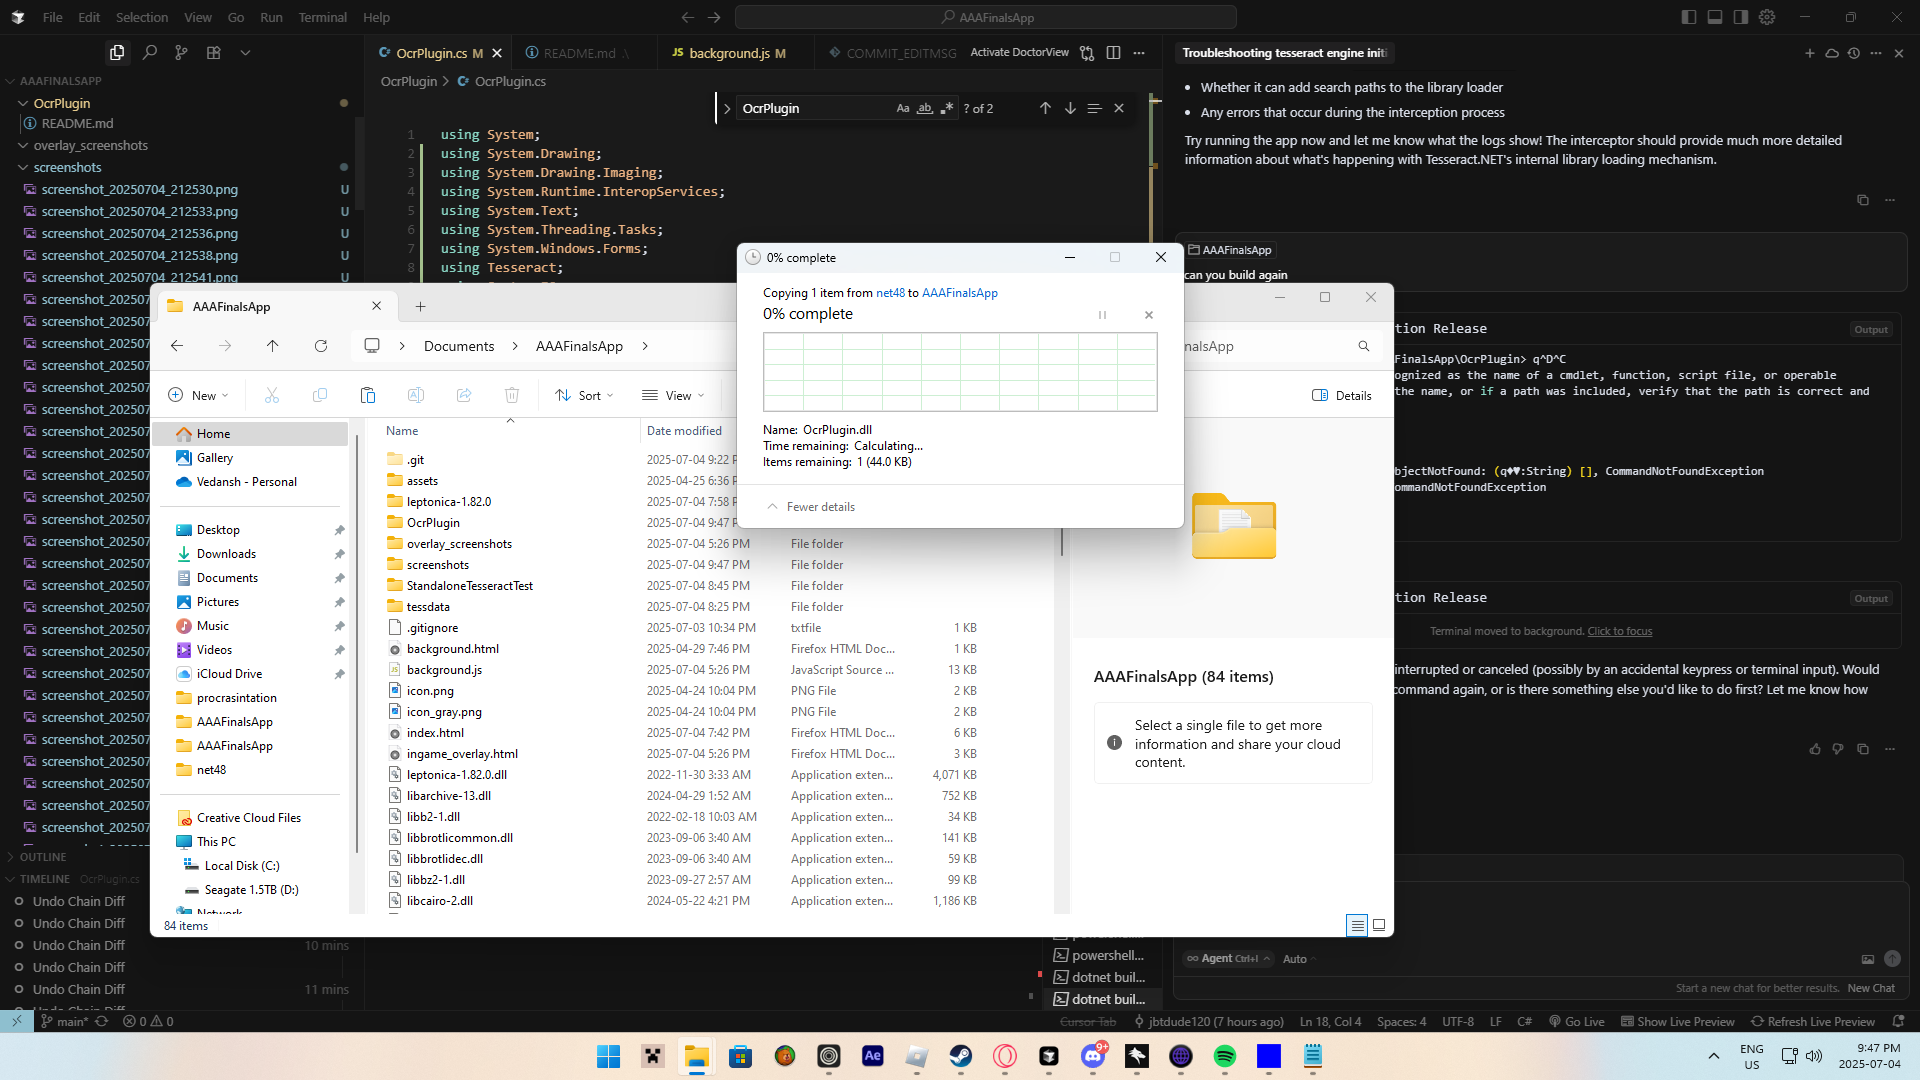 File Edit Selection View Go Run Terminal Help
AAAFinalsApp
OcrPlugin.cs M
README.md .\
JS background.js M
COMMIT_EDITMSG
Activate DoctorView
Troubleshooting tesseract engine initi
AAAFINALSAPP
OcrPlugin
README.md
overlay_screenshots
screenshots
screenshot_20250704_212530.png U
screenshot_20250704_212533.png U
screenshot_20250704_212536.png U
screenshot_20250704_212538.png U
screenshot_20250704_212541.png U
OcrPlugin > OcrPlugin.cs
OcrPlugin
Aa ab ? of 2
1 using System;
2 using System.Drawing;
3 using System.Drawing.Imaging;
4 using System.Runtime.InteropServices;
5 using System.Text;
6 using System.Threading.Tasks;
7 using System.Windows.Forms;
8 using Tesseract;
• Whether it can add search paths to the library loader
• Any errors that occur during the interception process
Try running the app now and let me know what the logs show! The interceptor should provide much more detailed
information about what's happening with Tesseract.NET's internal library loading mechanism.
AAAFinalsApp
can you build again
tion Release
Output
FinalsApp\OcrPlugin> q^D^C
ognized as the name of a cmdlet, function, script file, or operable
the name, or if a path was included, verify that the path is correct and
bjectNotFound: (q♦♥:String) [], CommandNotFoundException
ommandNotFoundException
tion Release
Output
Terminal moved to background. Click to focus
interrupted or canceled (possibly by an accidental keypress or terminal input). Would
command again, or is there something else you'd like to do first? Let me know how
0% complete
Copying 1 item from net48 to AAAFinalsApp
0% complete
Name: OcrPlugin.dll
Time remaining: Calculating...
Items remaining: 1 (44.0 KB)
Fewer details
AAAFinalsApp
Documents > AAAFinalsApp >
nalsApp
New
Sort
View
Details
Home
Gallery
Vedansh - Personal
Desktop
Downloads
Documents
Pictures
Music
Videos
iCloud Drive
procrasintation
AAAFinalsApp
AAAFinalsApp
net48
Creative Cloud Files
This PC
Local Disk (C:)
Seagate 1.5TB (D:)
Network
84 items
Name Date modified
.git 2025-07-04 9:22 P
assets 2025-04-25 6:36 P
leptonica-1.82.0 2025-07-04 7:58 P
OcrPlugin 2025-07-04 9:47 P
overlay_screenshots 2025-07-04 5:26 PM File folder
screenshots 2025-07-04 9:47 PM File folder
StandaloneTesseractTest 2025-07-04 8:45 PM File folder
tessdata 2025-07-04 8:25 PM File folder
.gitignore 2025-07-03 10:34 PM txtfile 1 KB
background.html 2025-04-29 7:46 PM Firefox HTML Doc... 1 KB
background.js 2025-07-04 5:26 PM JavaScript Source ... 13 KB
icon.png 2025-04-24 10:04 PM PNG File 2 KB
icon_gray.png 2025-04-24 10:04 PM PNG File 2 KB
index.html 2025-07-04 7:42 PM Firefox HTML Doc... 6 KB
ingame_overlay.html 2025-07-04 5:26 PM Firefox HTML Doc... 3 KB
leptonica-1.82.0.dll 2022-11-30 3:33 AM Application exten... 4,071 KB
libarchive-13.dll 2024-04-29 1:52 AM Application exten... 752 KB
libb2-1.dll 2022-02-18 10:03 AM Application exten... 34 KB
libbrotlicommon.dll 2023-09-06 3:40 AM Application exten... 141 KB
libbrotlidec.dll 2023-09-06 3:40 AM Application exten... 59 KB
libbz2-1.dll 2023-09-27 2:57 AM Application exten... 99 KB
libcairo-2.dll 2024-05-22 4:21 PM Application exten... 1,186 KB
AAAFinalsApp (84 items)
Select a single file to get more
information and share your cloud
content.
OUTLINE
TIMELINE OcrPlugin.cs
Undo Chain Diff
Undo Chain Diff
Undo Chain Diff 10 mins
Undo Chain Diff
Undo Chain Diff 11 mins
powershell...
dotnet buil...
dotnet buil...
Agent Ctrl+I
Auto
Start a new chat for better results. New Chat
main*
0 0
Cursor Tab
jbtdude120 (7 hours ago)
Ln 18, Col 4
Spaces: 4
UTF-8
LF
C#
Go Live
Show Live Preview
Refresh Live Preview
Ae
9+
ENG
US
9:47 PM
2025-07-04